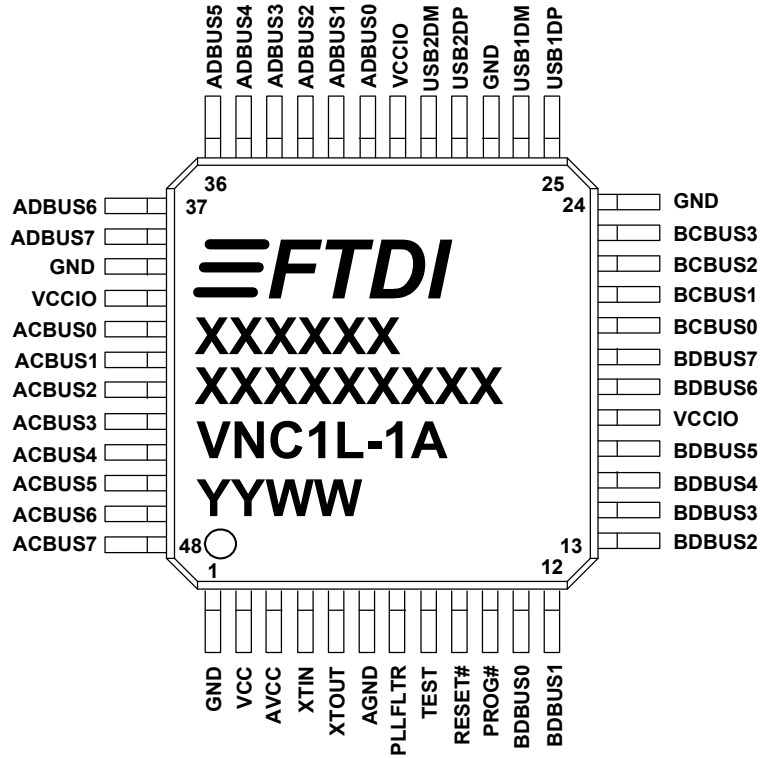 ADBUS5
ADBUS4
ADBUS3
ADBUS2
ADBUS1
ADBUS0
VCCIO
USB2DM
USB2DP
GND
USB1DM
USB1DP
36
25
37
24
ADBUS6
ADBUS7
GND
VCCIO
ACBUS0
ACBUS1
ACBUS2
ACBUS3
ACBUS4
ACBUS5
ACBUS6
ACBUS7
FTDI
XXXXXX
XXXXXXXXX
VNC1L-1A
YYWW
GND
BCBUS3
BCBUS2
BCBUS1
BCBUS0
BDBUS7
BDBUS6
VCCIO
BDBUS5
BDBUS4
BDBUS3
BDBUS2
48
13
1
12
GND
VCC
AVCC
XTIN
XTOUT
AGND
PLLFLTR
TEST
RESET#
PROG#
BDBUS0
BDBUS1